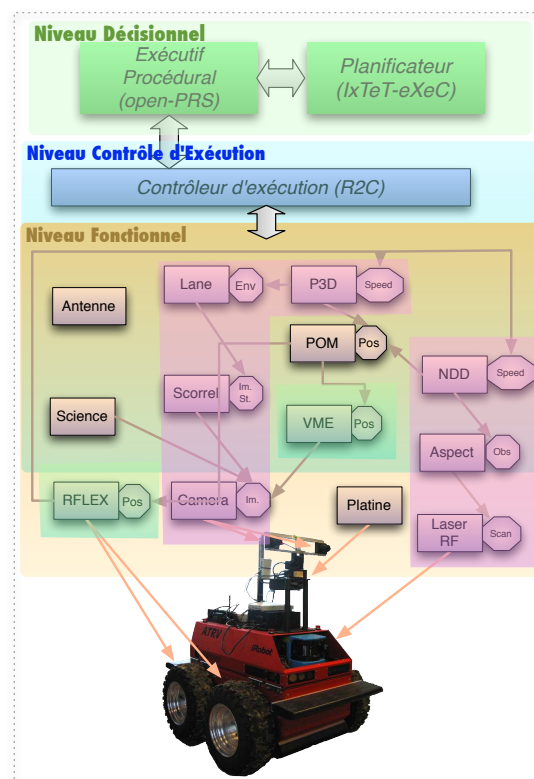 Niveau Décisionnel
Exécutif
Procédural
(open-PRS)
Planificateur
(IxTeT-eXeC)
Niveau Contrôle d'Exécution
Contrôleur d'exécution (R2C)
Niveau Fonctionnel
Lane
Env
P3D
Speed
Antenne
POM
Pos
NDD
Speed
Scorrel
Im.
St.
Science
VME
Pos
Aspect
Obs
RFLEX
Pos
Camera
Im.
Platine
Laser
RF
Scan
ATRV
iRobot